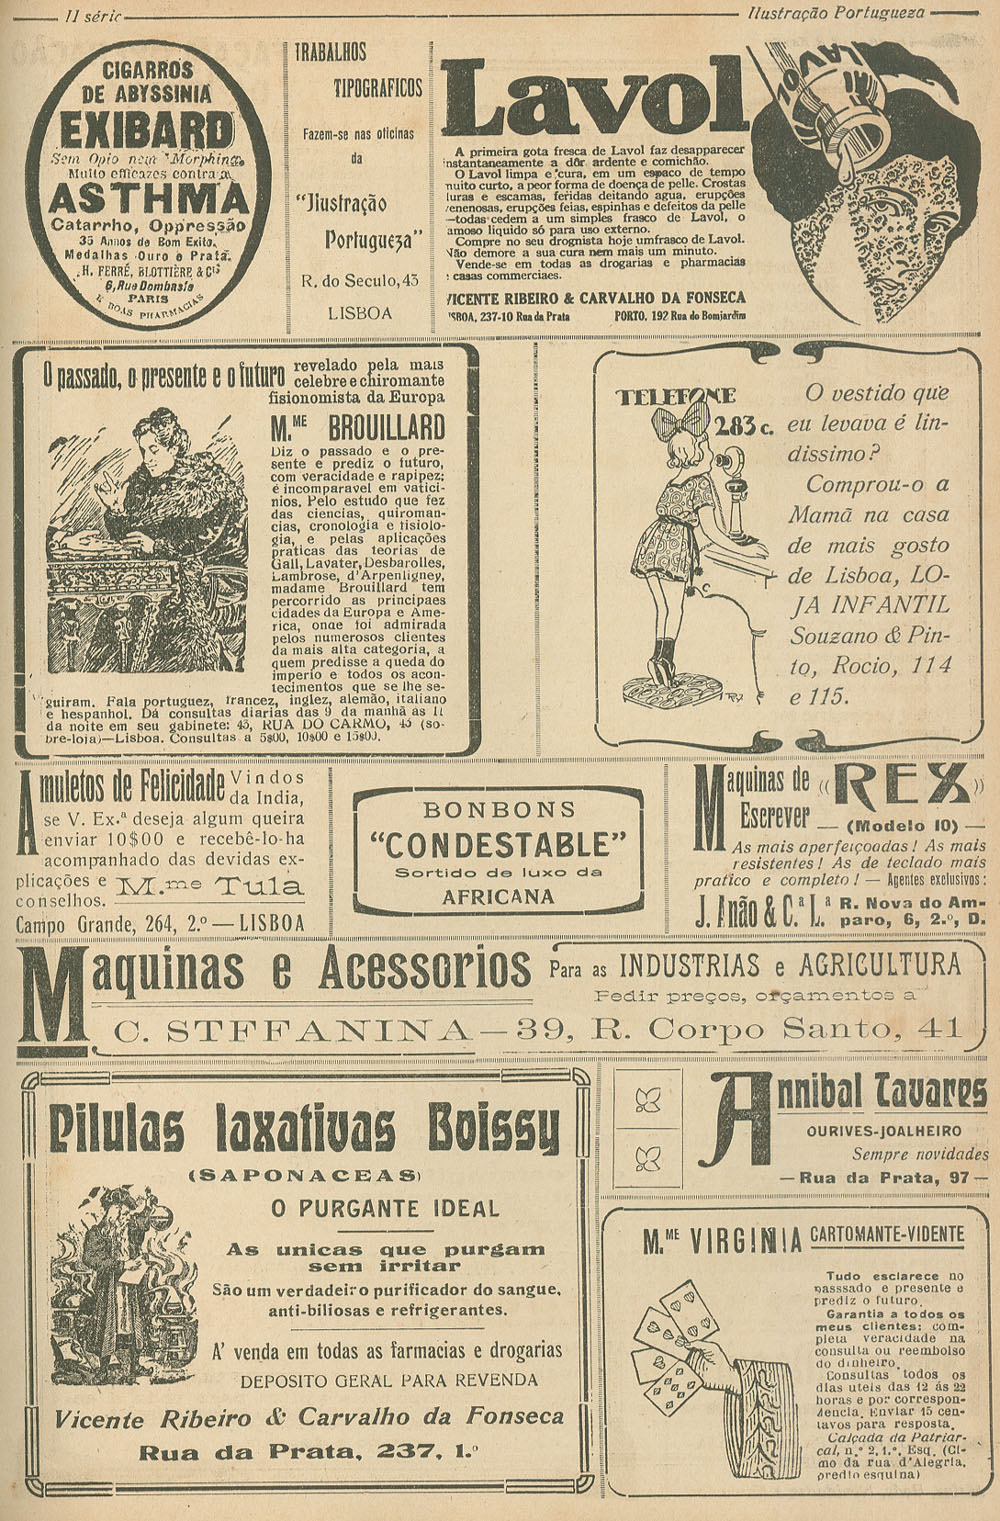 II série
Ilustração Portugueza
CIGARROS
DE ABYSSINIA
EXIBARD
Sem Opio nem Morphina.
Muito efficazes contra a
ASTHMA
Catarrho, Oppressão
35 Annos de Bom Exito.
Medalhas Ouro e Prata.
H. FERRÉ, BLOTTIÈRE & Cie
6, Rue Dombasle
PARIS
E BOAS PHARMACIAS
TRABALHOS
TIPOGRAFICOS
Fazem-se nas oficinas
da
"Ilustração
Portugueza"
R. do Seculo, 43
LISBOA
Lavol
A primeira gota fresca de Lavol faz desapparecer
instantaneamente a dôr ardente e comichão.
O Lavol limpa e cura, em um espaco de tempo
muito curto, a peor forma de doença de pelle. Crostas
duras e escamas, feridas deitando agua, erupções
venenosas, erupções feias, espinhas e defeitos da pelle
—todas cedem a um simples frasco de Lavol, o
famoso liquido só para uso externo.
Compre no seu drognista hoje umfrasco de Lavol.
Não demore a sua cura nem mais um minuto.
Vende-se em todas as drogarias e pharmacias
e casas commerciaes.
VICENTE RIBEIRO & CARVALHO DA FONSECA
LISBOA, 237-10 Rua da Prata PORTO, 192 Rua do Bomjardim
LAVOL
O passado, o presente e o futuro
revelado pela mais
celebre e chiromante
fisionomista da Europa
M.ME BROUILLARD
Diz o passado e o pre-
sente e prediz o futuro,
com veracidade e rapipez;
é incomparavel em vatici-
nios. Pelo estudo que fez
das ciencias, quiroman-
cias, cronologia e fisiolo-
gia, e pelas aplicações
praticas das teorias de
Gall, Lavater, Desbarolles,
Lambrose, d'Arpenligney,
madame Brouillard tem
percorrido as principaes
cidades da Europa e Ame-
rica, onde foi admirada
pelos numerosos clientes
da mais alta categoria, a
quem predisse a queda do
imperio e todos os acon-
tecimentos que se lhe se-
guiram. Fala portuguez, francez, inglez, alemão, italiano
e hespanhol. Dá consultas diarias das 9 da manhã ás 11
da noite em seu gabinete: 43, RUA DO CARMO, 43 (so-
bre-loja)—Lisboa. Consultas a 5$00, 10$00 e 15$00.
TELEFONE
283 c.
O vestido que
eu levava é lin-
dissimo?
Comprou-o a
Mamã na casa
de mais gosto
de Lisboa, LO-
JA INFANTIL
Souzano & Pin-
to, Rocio, 114
e 115.
Amuletos de Felicidade Vindos
da India,
se V. Ex.ª deseja algum queira
enviar 10$00 e recebê-lo-ha
acompanhado das devidas ex-
plicações e
conselhos. M.me Tula
Campo Grande, 264, 2.º — LISBOA
BONBONS
"CONDESTABLE"
Sortido de luxo da
AFRICANA
Maquinas de
Escrever
«REX»
— (Modelo 10) —
As mais aperfeiçoadas! As mais
resistentes! As de teclado mais
pratico e completo! — Agentes exclusivos:
J. Anão & C.ª L.ª R. Nova do Am-
paro, 6, 2.º, D.
Maquinas e Acessorios Para as INDUSTRIAS e AGRICULTURA
Pedir preços, orçamentos a
C. STFFANINA — 39, R. Corpo Santo, 41
Pilulas laxativas Boissy
(SAPONACEAS)
O PURGANTE IDEAL
As unicas que purgam
sem irritar
São um verdadeiro purificador do sangue,
anti-biliosas e refrigerantes.
A' venda em todas as farmacias e drogarias
DEPOSITO GERAL PARA REVENDA
Vicente Ribeiro & Carvalho da Fonseca
Rua da Prata, 237, 1.º
Annibal Tavares
OURIVES-JOALHEIRO
Sempre novidades
— Rua da Prata, 97 —
M.ME VIRGINIA CARTOMANTE-VIDENTE
Tudo esclarece no
passsado e presente e
prediz o futuro.
Garantia a todos os
meus clientes: com-
pleta veracidade na
consulta ou reembolso
do dinheiro.
Consultas todos os
dias uteis das 12 ás 22
horas e por correspon-
dencia. Enviar 15 cen-
tavos para resposta.
Calçada da Patriar-
cal, n.º 2, 1.º, Esq. (Ci-
mo da rua d'Alegria,
predio esquina)